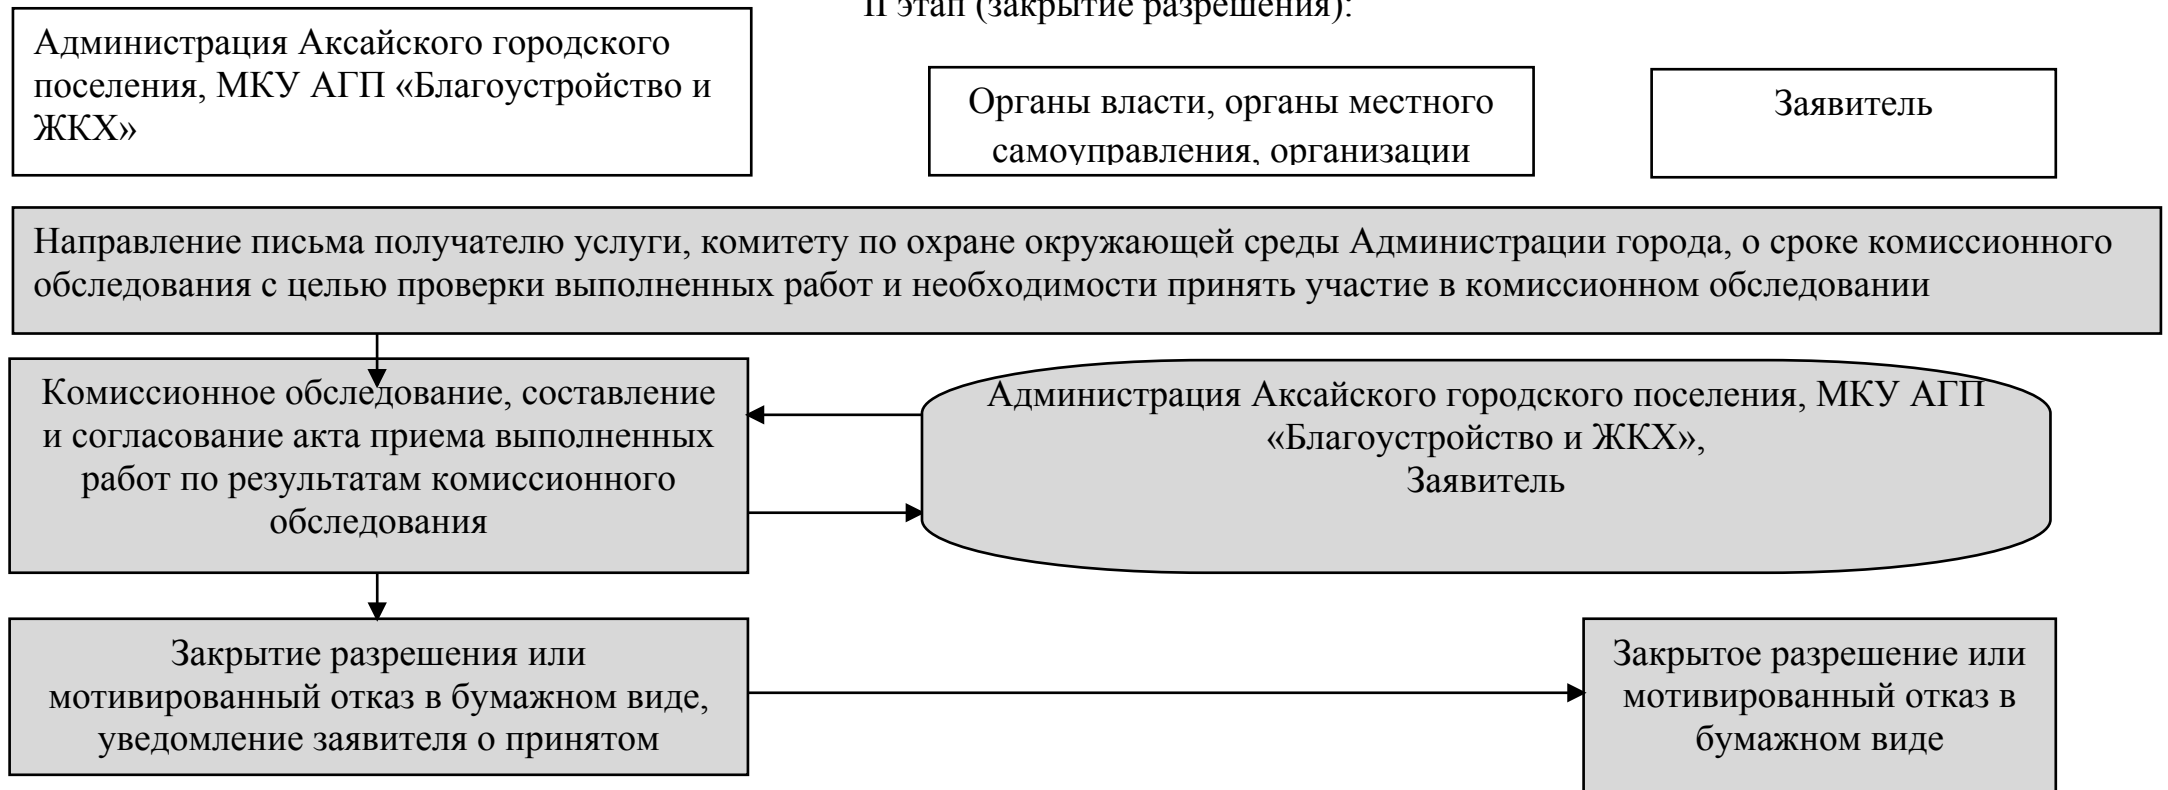 II этап (закрытие разрешения):
Администрация Аксайского городского
поселения, МКУ АГП «Благоустройство и
ЖКХ»
Органы власти, органы местного
самоуправления, организации
Заявитель
Направление письма получателю услуги, комитету по охране окружающей среды Администрации города, о сроке комиссионного
обследования с целью проверки выполненных работ и необходимости принять участие в комиссионном обследовании
Комиссионное обследование, составление
и согласование акта приема выполненных
работ по результатам комиссионного
обследования
Администрация Аксайского городского поселения, МКУ АГП
«Благоустройство и ЖКХ»,
Заявитель
Закрытие разрешения или
мотивированный отказ в бумажном виде,
уведомление заявителя о принятом
Закрытое разрешение или
мотивированный отказ в
бумажном виде